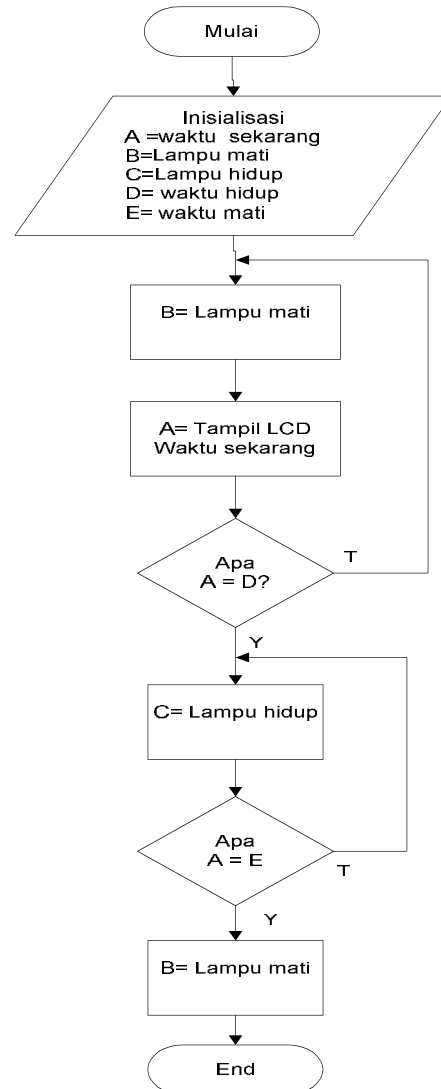 Mulai
Inisialisasi
A =waktu sekarang
B=Lampu mati
C=Lampu hidup
D= waktu hidup
E= waktu mati
B= Lampu mati
A= Tampil LCD
Waktu sekarang
Apa
A = D?
T
Y
C= Lampu hidup
Apa
A = E
T
Y
B= Lampu mati
End